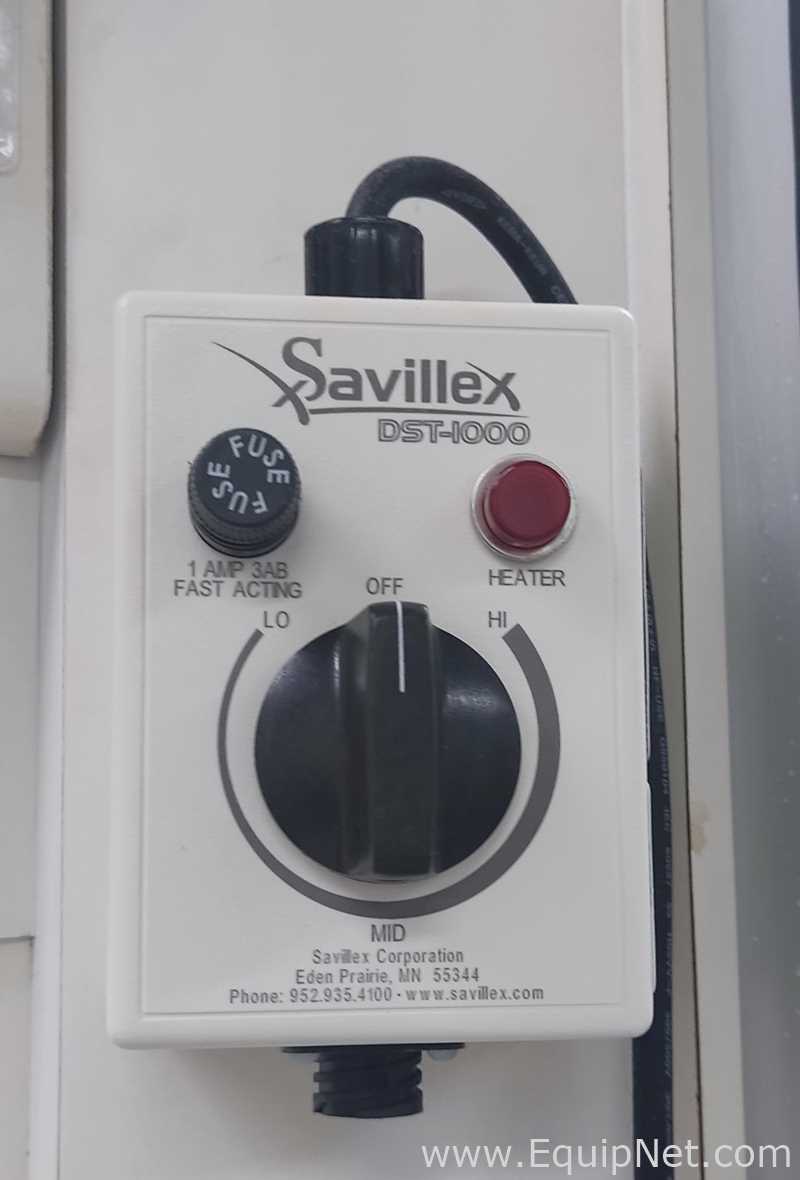 Savillex
DST-1000
FUSE FUSE
1 AMP 3AB
FAST ACTING
HEATER
OFF
LO
HI
MID
Savillex Corporation
Eden Prairie, MN 55344
Phone: 952.935.4100 - www.savillex.com
www.EquipNet.com